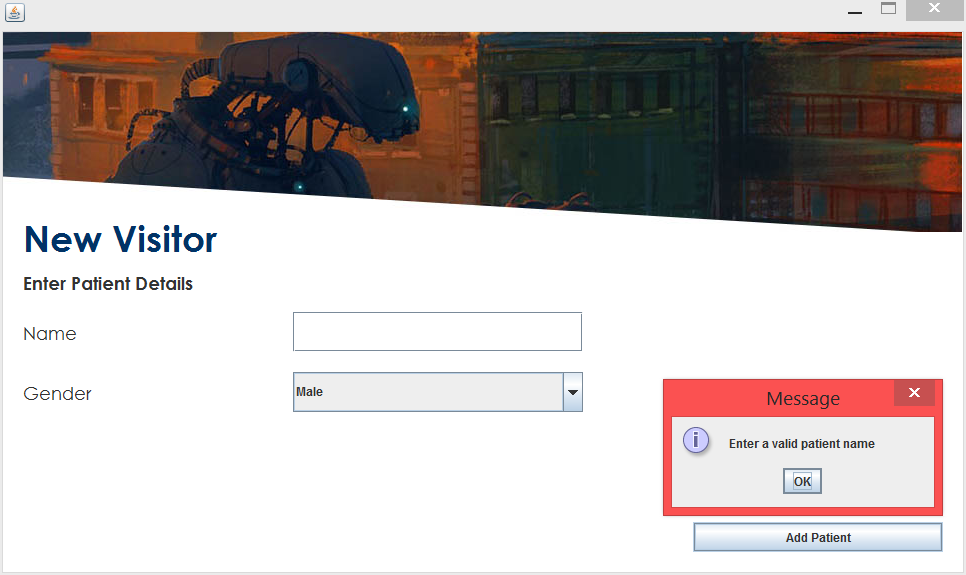 New Visitor
Enter Patient Details
Name
Gender
Male
Message
Enter a valid patient name
OK
Add Patient